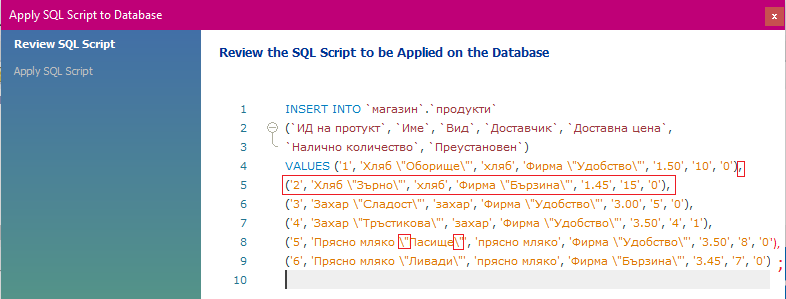 Apply SQL Script to Database
x
Review SQL Script
Apply SQL Script
Review the SQL Script to be Applied on the Database
1 INSERT INTO `магазин`.`продукти`
2 (`ИД на протукт`, `Име`, `Вид`, `Доставчик`, `Доставна цена`,
3 `Налично количество`, `Преустановен`)
4 VALUES ('1', 'Хляб \"Оборище\"', 'хляб', 'Фирма \"Удобство\"', '1.50', '10', '0'),
5 ('2', 'Хляб \"Зърно\"', 'хляб', 'Фирма \"Бързина\"', '1.45', '15', '0'),
6 ('3', 'Захар \"Сладост\"', 'захар', 'Фирма \"Удобство\"', '3.00', '5', '0'),
7 ('4', 'Захар \"Тръстикова\"', 'захар', 'Фирма \"Удобство\"', '3.50', '4', '1'),
8 ('5', 'Прясно мляко \"Пасище\"', 'прясно мляко', 'Фирма \"Удобство\"', '3.50', '8', '0'),
9 ('6', 'Прясно мляко \"Ливади\"', 'прясно мляко', 'Фирма \"Бързина\"', '3.45', '7', '0') ;
10